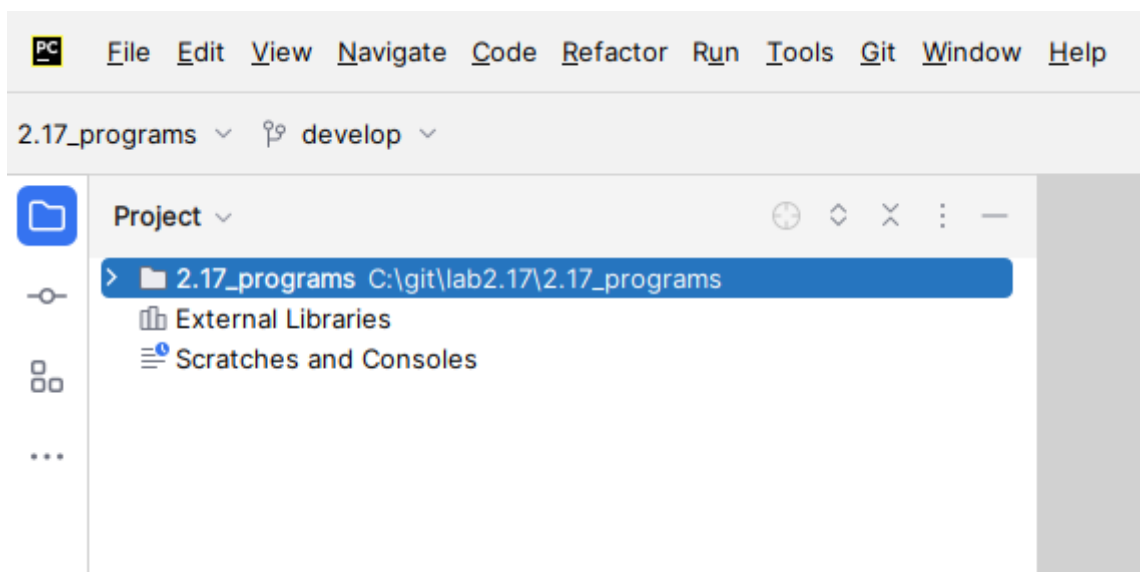 PC File Edit View Navigate Code Refactor Run Tools Git Window Help
2.17_programs develop
Project
2.17_programs C:\git\lab2.17\2.17_programs
External Libraries
Scratches and Consoles